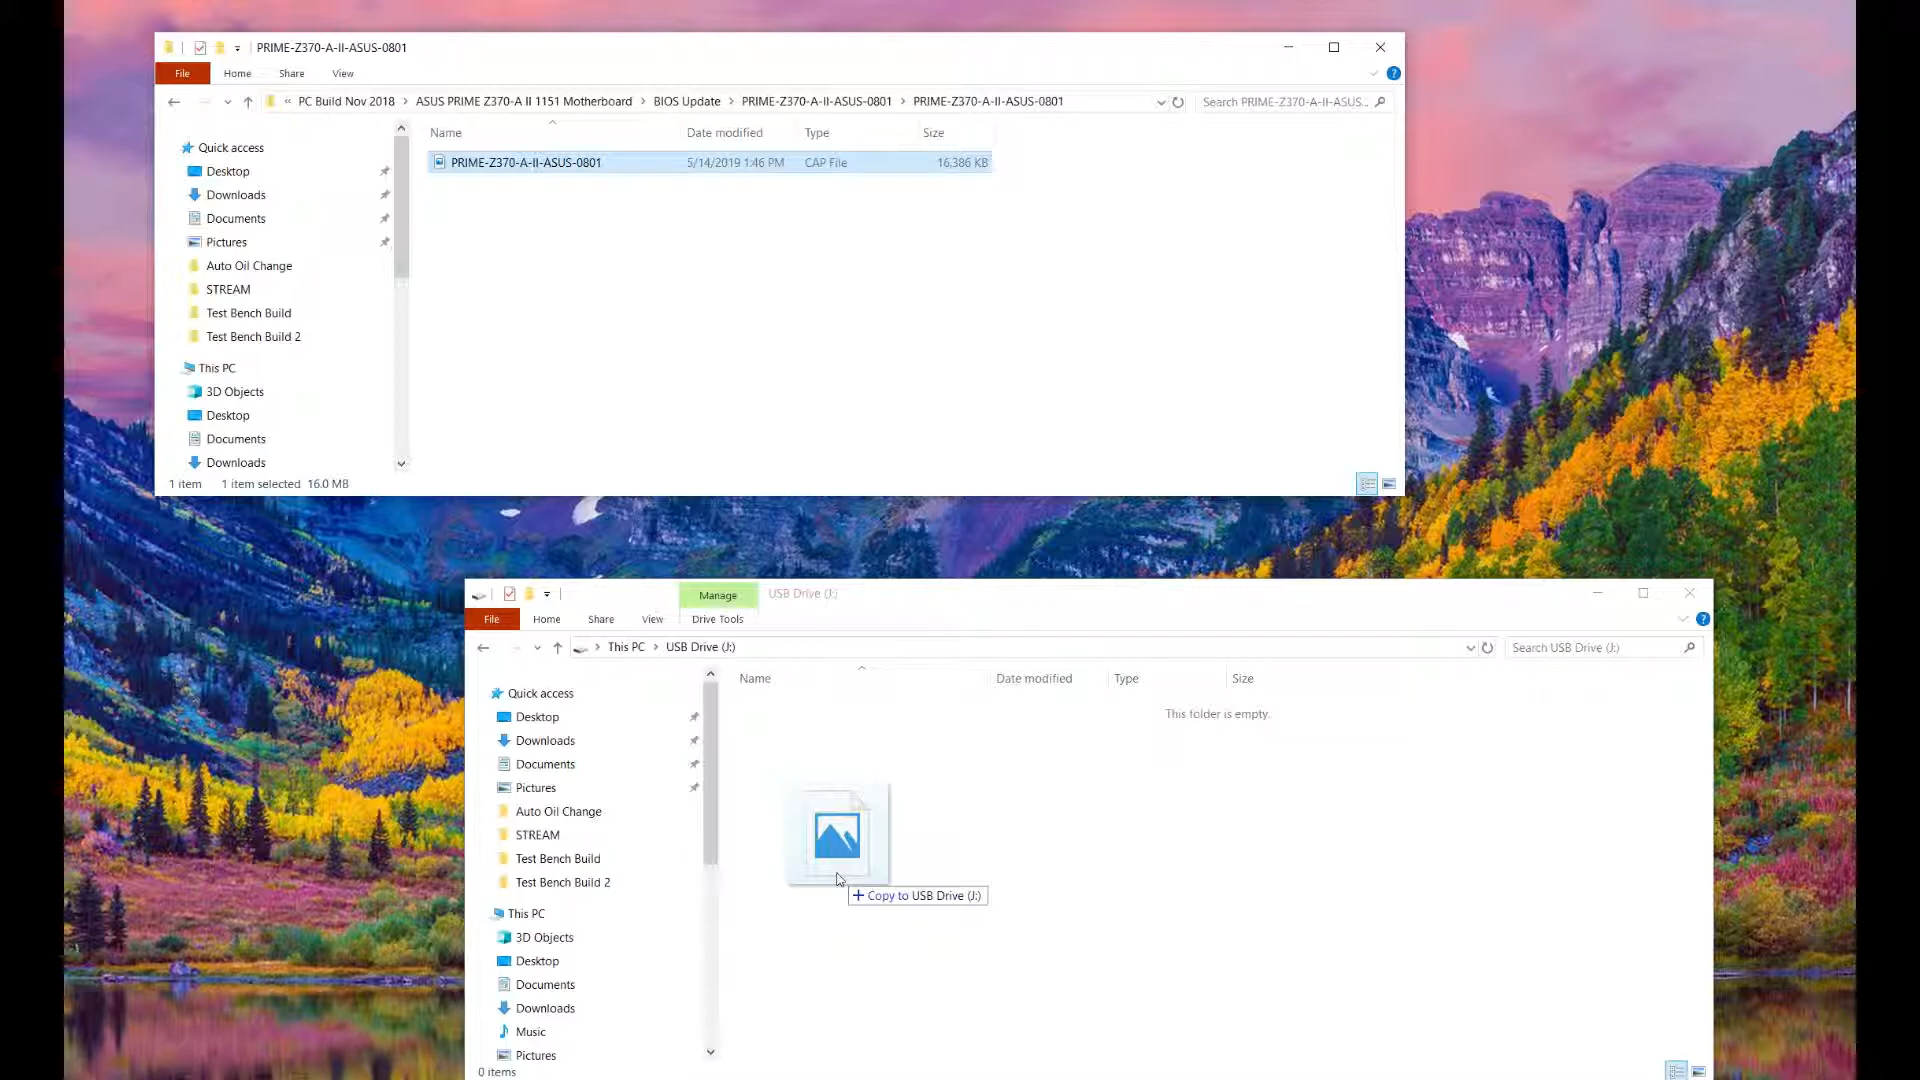 PRIME-Z370-A-II-ASUS-0801
File Home Share View
« PC Build Nov 2018 › ASUS PRIME Z370-A II 1151 Motherboard › BIOS Update › PRIME-Z370-A-II-ASUS-0801 › PRIME-Z370-A-II-ASUS-0801 Search PRIME-Z370-A-II-ASUS...
Name Date modified Type Size
PRIME-Z370-A-II-ASUS-0801 5/14/2019 1:46 PM CAP File 16,386 KB
Quick access
Desktop
Downloads
Documents
Pictures
Auto Oil Change
STREAM
Test Bench Build
Test Bench Build 2
This PC
3D Objects
Desktop
Documents
Downloads
1 item 1 item selected 16.0 MB
Manage USB Drive (J:)
File Home Share View Drive Tools
› This PC › USB Drive (J:) Search USB Drive (J:)
Name Date modified Type Size
This folder is empty.
Quick access
Desktop
Downloads
Documents
Pictures
Auto Oil Change
STREAM
Test Bench Build
Test Bench Build 2
+ Copy to USB Drive (J:)
This PC
3D Objects
Desktop
Documents
Downloads
Music
Pictures
0 items